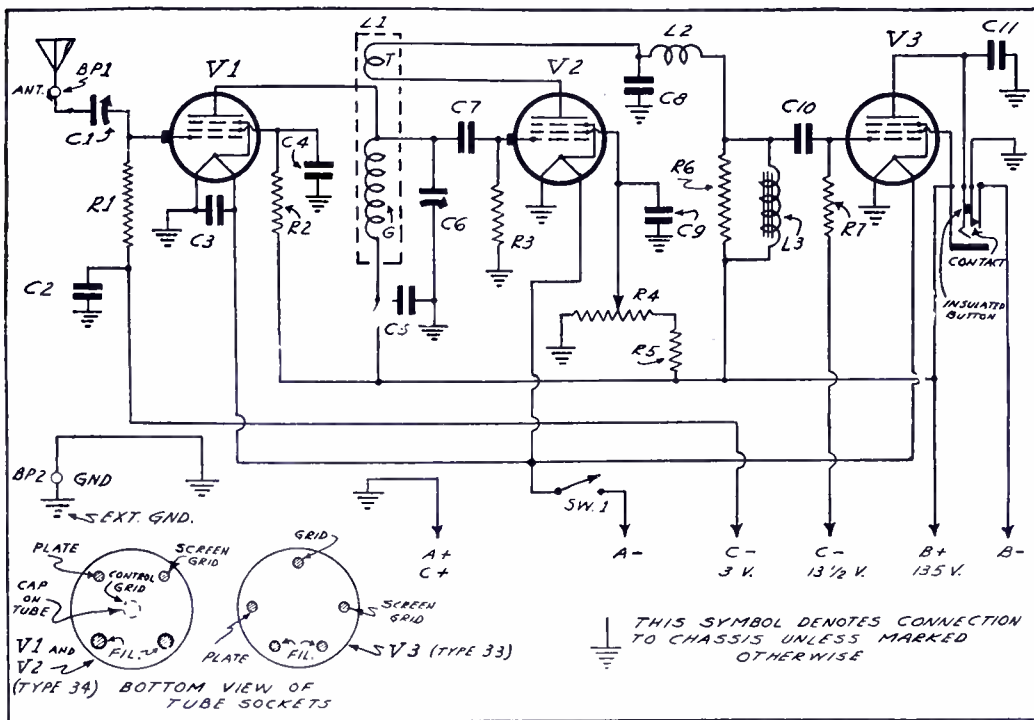 L1
L2
C11
V3
BP1
ANT.
V1
T
V2
C8
C1
C7
C10
C4
R6
R1
G
C6
R3
C9
L3
R7
C3
R2
CONTACT
C2
C5
R4
INSULATED
BUTTON
R5
BP2
GND
EXT. GND.
SW. 1
A+
C+
A-
C-
3 V.
C-
13 1/2 V.
B+
135 V.
B-
PLATE
SCREEN
GRID
CONTROL
GRID
CAP
ON
TUBE
FIL.
V1 AND
V2
(TYPE 34)
GRID
SCREEN
GRID
PLATE
FIL.
V3 (TYPE 33)
BOTTOM VIEW OF
TUBE SOCKETS
THIS SYMBOL DENOTES CONNECTION
TO CHASSIS UNLESS MARKED
OTHERWISE